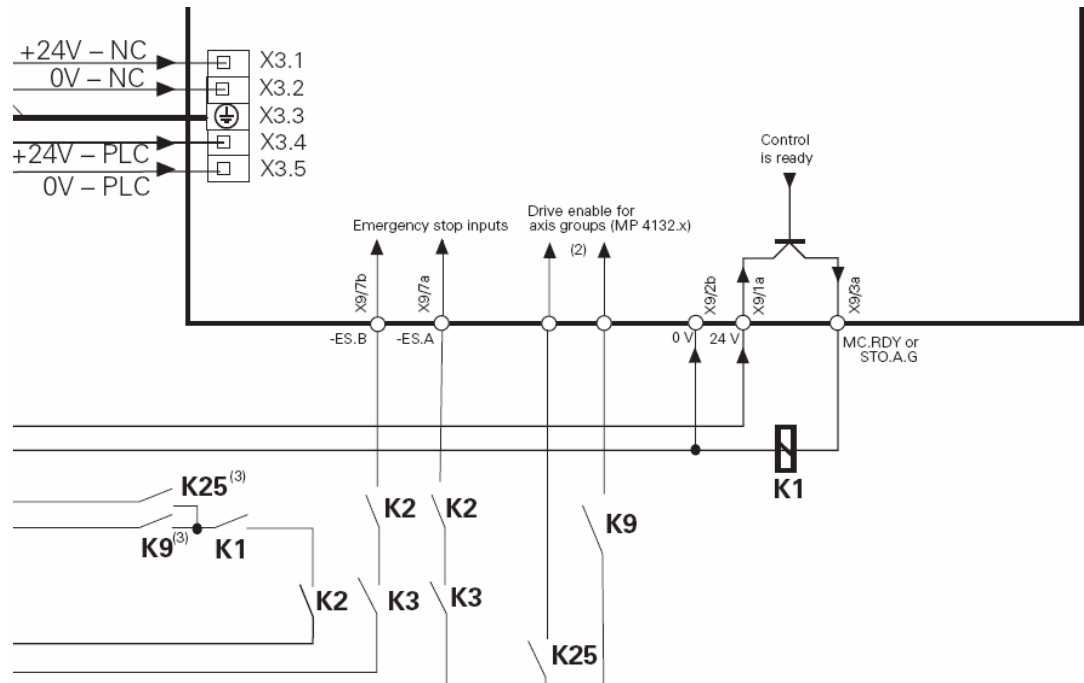 +24V – NC
0V – NC
+24V – PLC
0V – PLC
X3.1
X3.2
X3.3
X3.4
X3.5
Control
is ready
Emergency stop inputs
Drive enable for
axis groups (MP 4132.x)
(2)
X9/7b
X9/7a
X9/2b
X9/1a
X9/3a
-ES.B
-ES.A
0 V
24 V
MC.RDY or
STO.A.G
K1
K25(3)
K9(3)
K1
K2
K2
K9
K2
K3
K3
K25